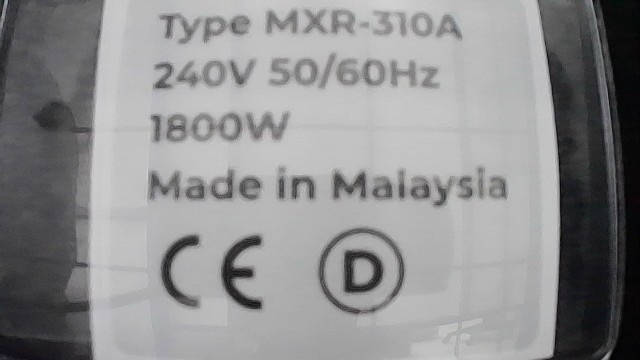 Type MXR-310A
240V 50/60Hz
1800W
Made in Malaysia
CE D